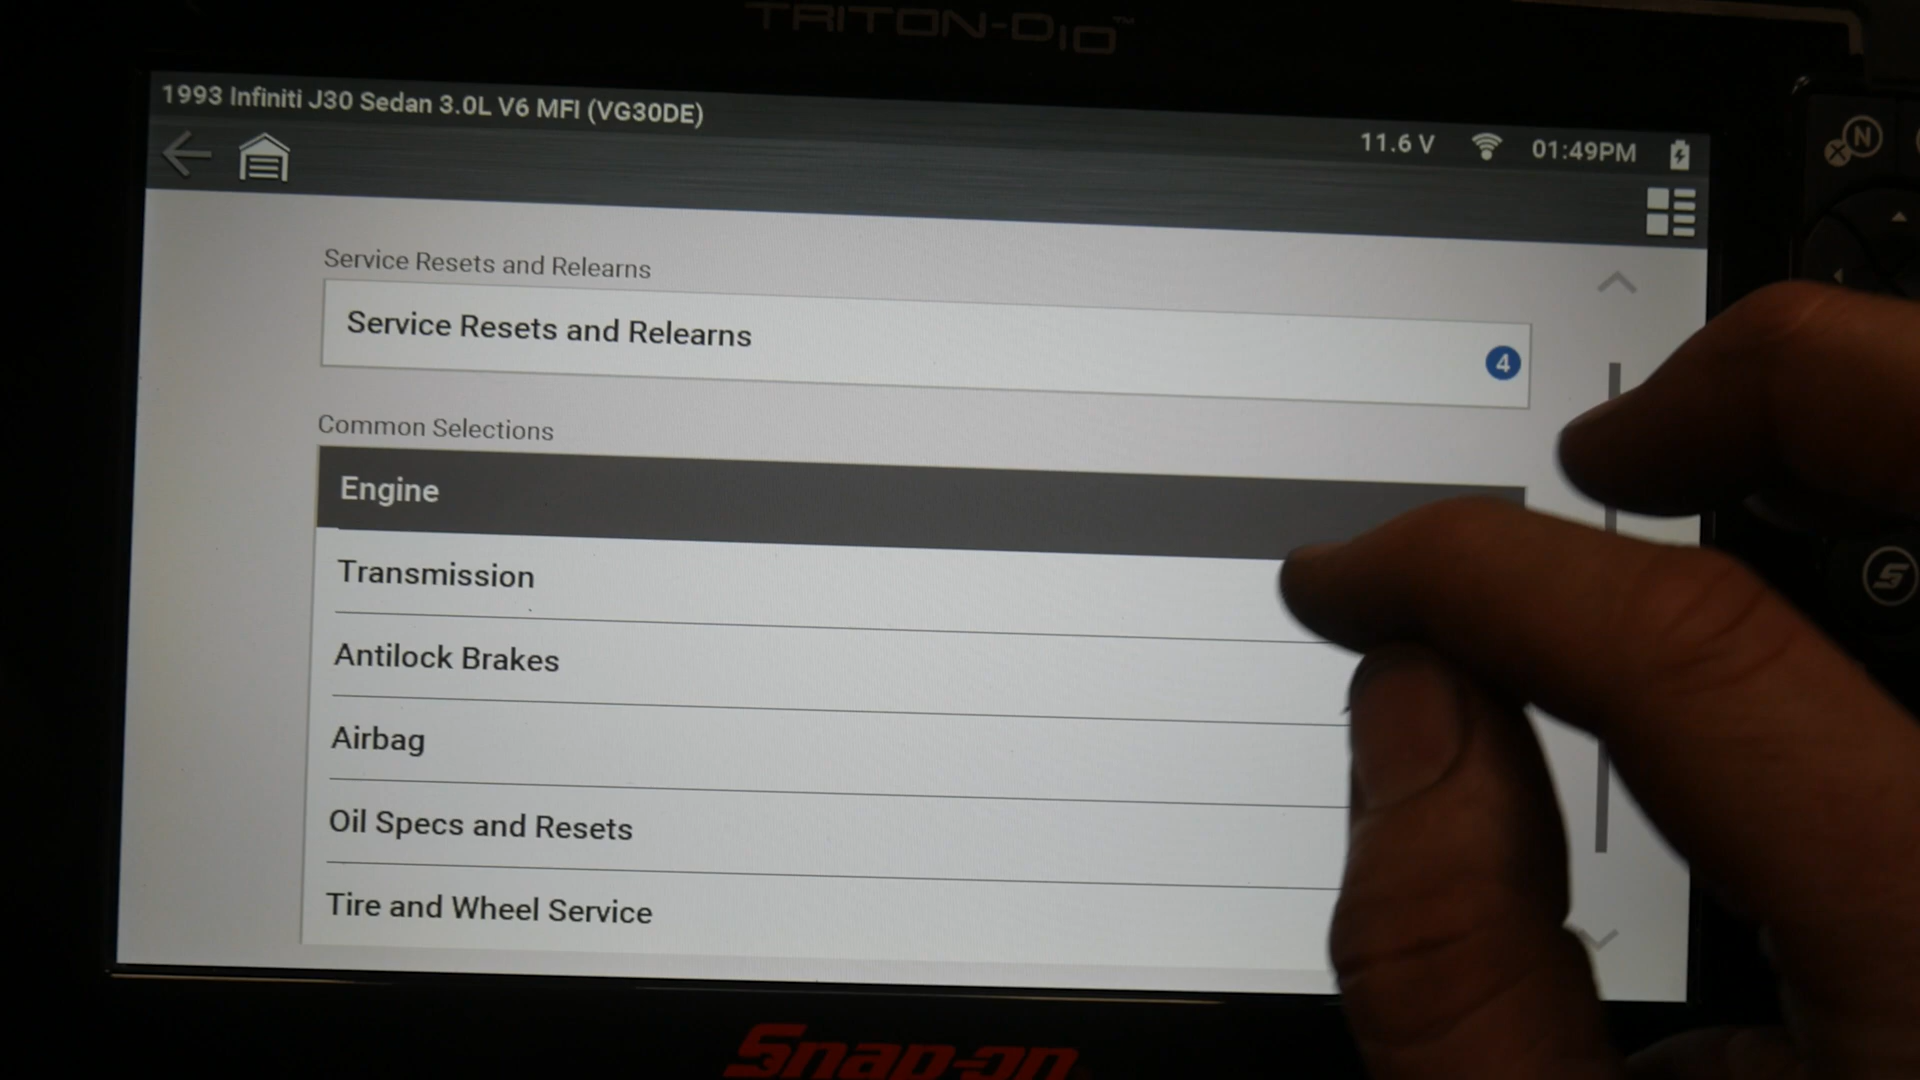 TRITON-D10™
1993 Infiniti J30 Sedan 3.0L V6 MFI (VG30DE)
11.6 V
01:49PM
N
X
Service Resets and Relearns
Service Resets and Relearns
4
Common Selections
Engine
Transmission
Antilock Brakes
Airbag
Oil Specs and Resets
Tire and Wheel Service
S
Snap-on